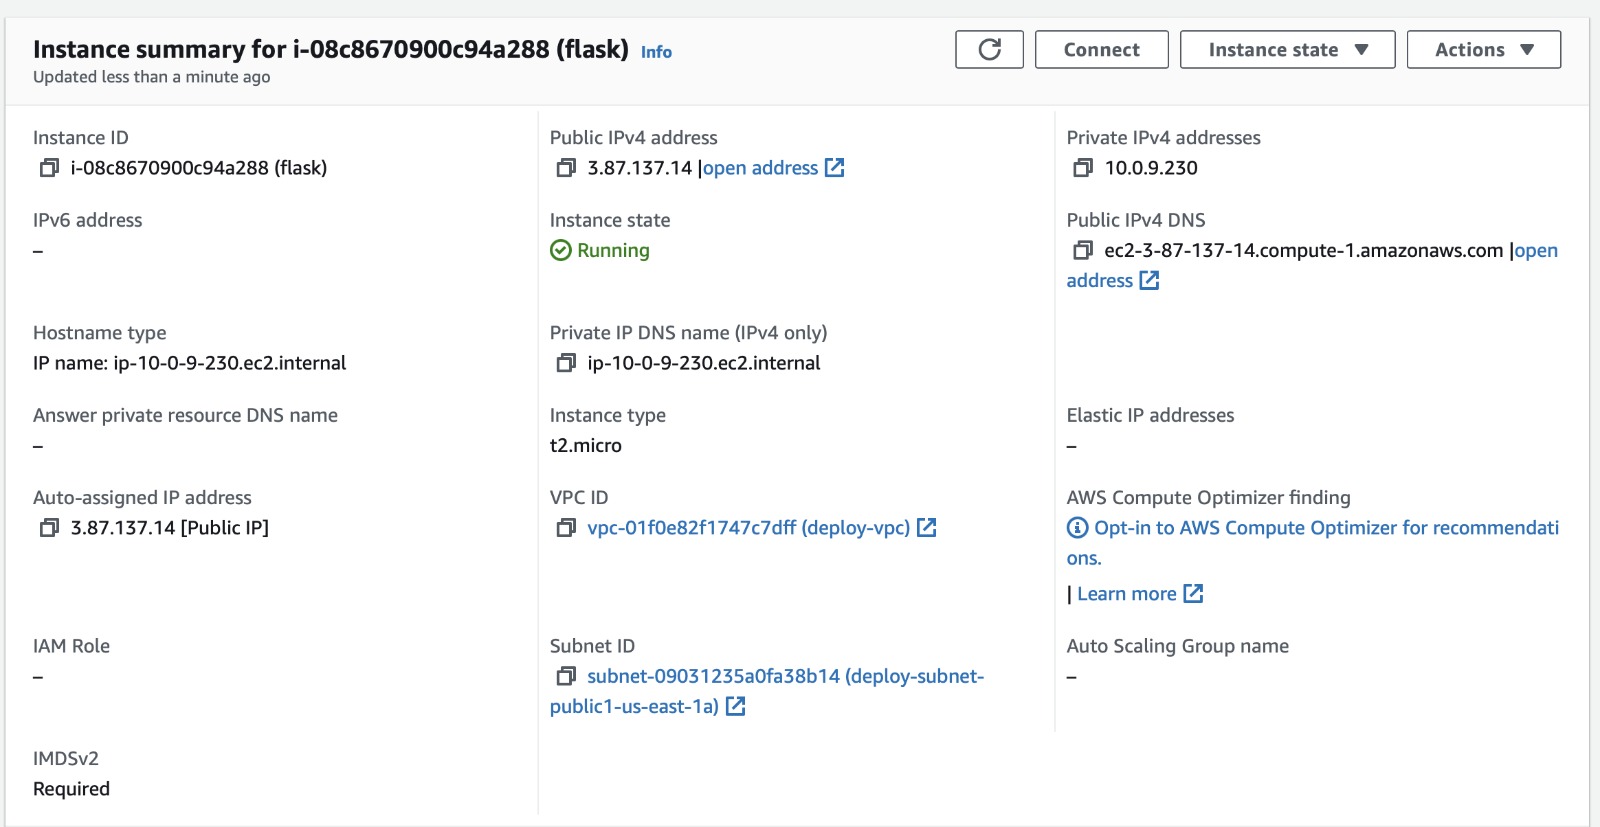 Instance summary for i-08c8670900c94a288 (flask) Info
Updated less than a minute ago
Connect
Instance state
Actions
Instance ID
i-08c8670900c94a288 (flask)
Public IPv4 address
3.87.137.14 |open address
Private IPv4 addresses
10.0.9.230
IPv6 address
–
Instance state
Running
Public IPv4 DNS
ec2-3-87-137-14.compute-1.amazonaws.com |open
address
Hostname type
IP name: ip-10-0-9-230.ec2.internal
Private IP DNS name (IPv4 only)
ip-10-0-9-230.ec2.internal
Answer private resource DNS name
–
Instance type
t2.micro
Elastic IP addresses
–
Auto-assigned IP address
3.87.137.14 [Public IP]
VPC ID
vpc-01f0e82f1747c7dff (deploy-vpc)
AWS Compute Optimizer finding
Opt-in to AWS Compute Optimizer for recommendati
ons.
| Learn more
IAM Role
–
Subnet ID
subnet-09031235a0fa38b14 (deploy-subnet-
public1-us-east-1a)
Auto Scaling Group name
–
IMDSv2
Required